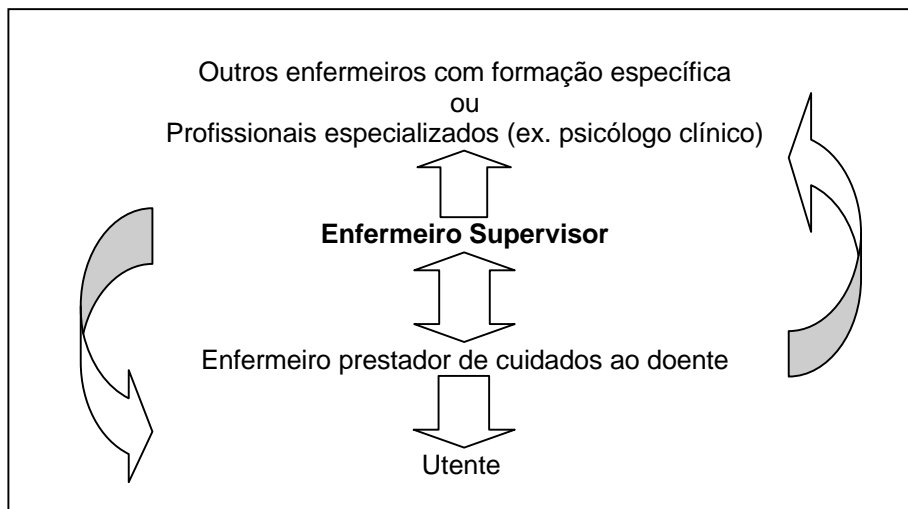 Outros enfermeiros com formação específica
ou
Profissionais especializados (ex. psicólogo clínico)
Enfermeiro Supervisor
Enfermeiro prestador de cuidados ao doente
Utente